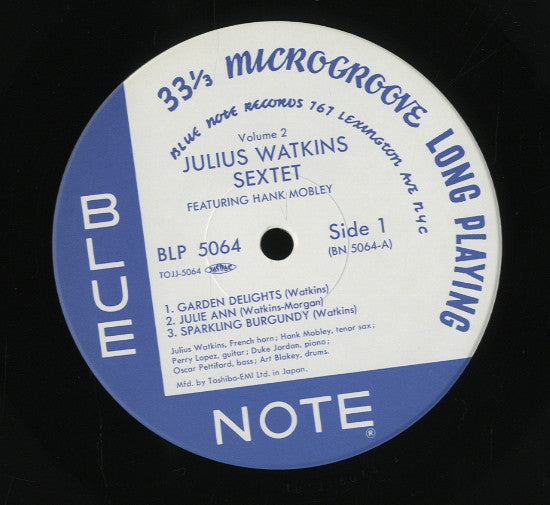 33⅓ MICROGROOVE LONG PLAYING
BLUE NOTE RECORDS 767 LEXINGTON AVE NYC
Volume 2
JULIUS WATKINS
SEXTET
FEATURING HANK MOBLEY
BLP 5064
Side 1
TOJJ-5064
(BN 5064-A)
1. GARDEN DELIGHTS (Watkins)
2. JULIE ANN (Watkins-Morgan)
3. SPARKLING BURGUNDY (Watkins)
Julius Watkins, French horn; Hank Mobley, tenor sax;
Perry Lopez, guitar; Duke Jordan, piano;
Oscar Pettiford, bass; Art Blakey, drums.
Mfd. by Toshiba-EMI Ltd. in Japan.
BLUE
NOTE®